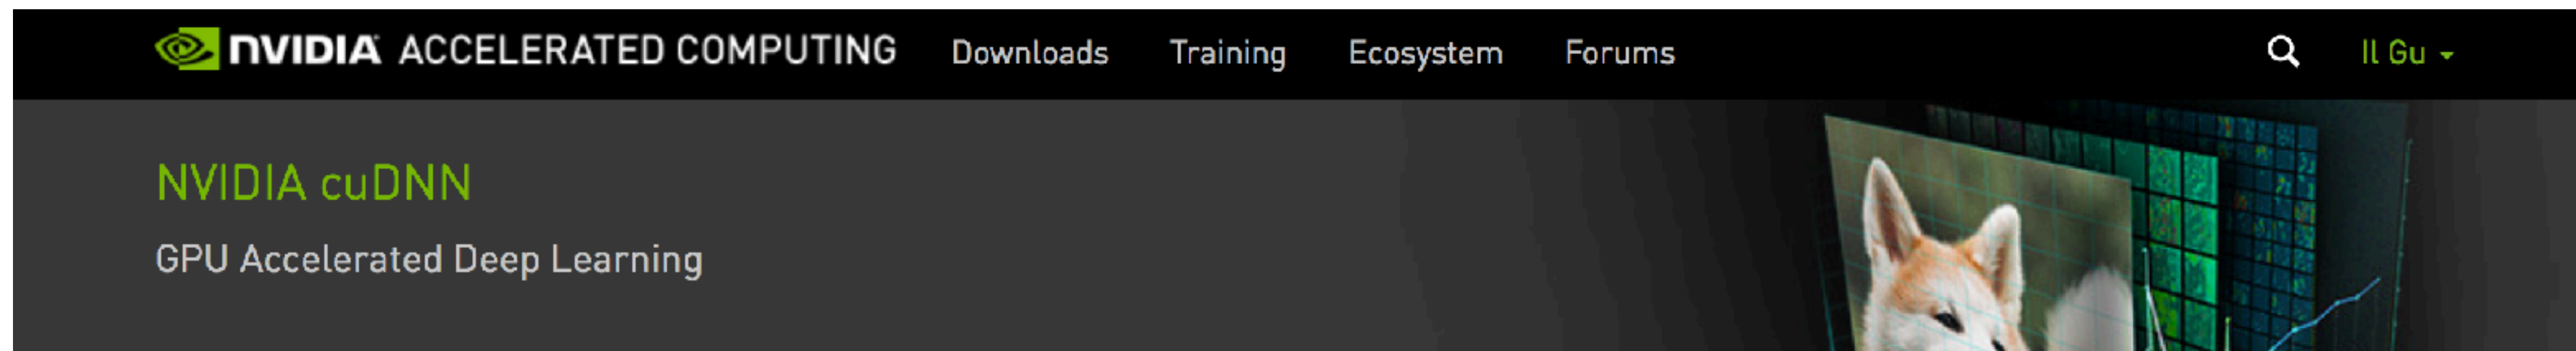 NVIDIA ACCELERATED COMPUTING Downloads Training Ecosystem Forums Il Gu
NVIDIA cuDNN
GPU Accelerated Deep Learning